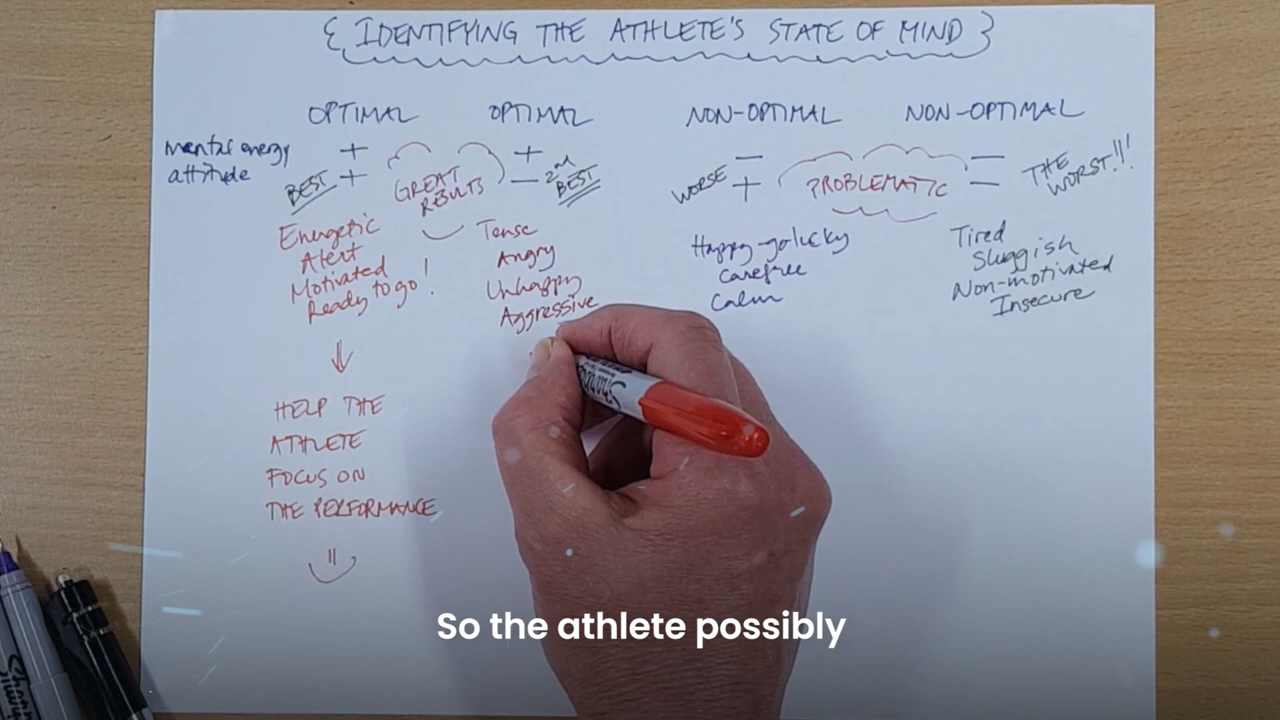 { IDENTIFYING THE ATHLETE'S STATE OF MIND }
OPTIMAL OPTIMAL NON-OPTIMAL NON-OPTIMAL
mental energy + + − −
attitude + − + −
BEST
GREAT
RESULTS
2nd
BEST
WORSE
PROBLEMATIC
THE
WORST!!!
Energetic
Alert
Motivated
Ready to go!
Tense
Angry
Unhappy
Aggressive
Happy-go-lucky
Carefree
Calm
Tired
Sluggish
Non-motivated
Insecure
↓
HELP THE
ATHLETE
FOCUS ON
THE PERFORMANCE
Sharpie
So the athlete possibly